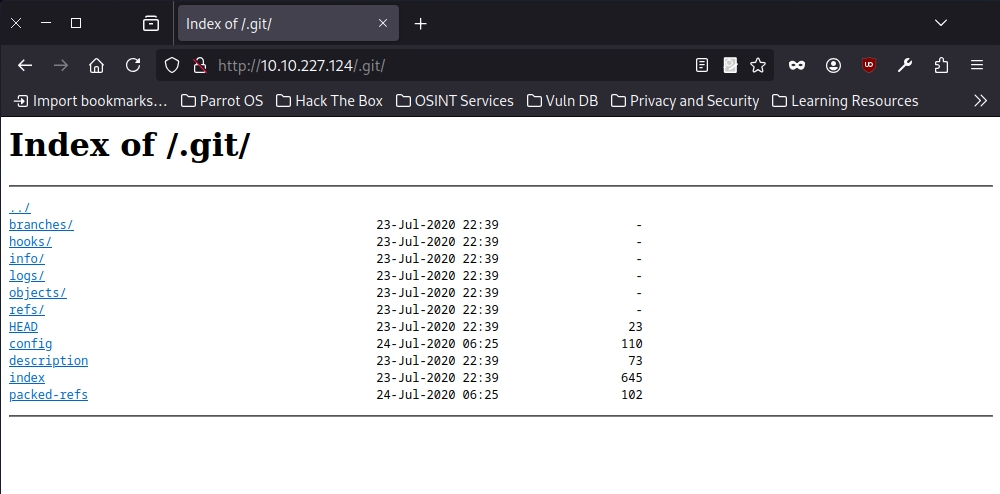 Index of /.git/
http://10.10.227.124/.git/
Import bookmarks... Parrot OS Hack The Box OSINT Services Vuln DB Privacy and Security Learning Resources
Index of /.git/
../
branches/ 23-Jul-2020 22:39 -
hooks/ 23-Jul-2020 22:39 -
info/ 23-Jul-2020 22:39 -
logs/ 23-Jul-2020 22:39 -
objects/ 23-Jul-2020 22:39 -
refs/ 23-Jul-2020 22:39 -
HEAD 23-Jul-2020 22:39 23
config 24-Jul-2020 06:25 110
description 23-Jul-2020 22:39 73
index 23-Jul-2020 22:39 645
packed-refs 24-Jul-2020 06:25 102